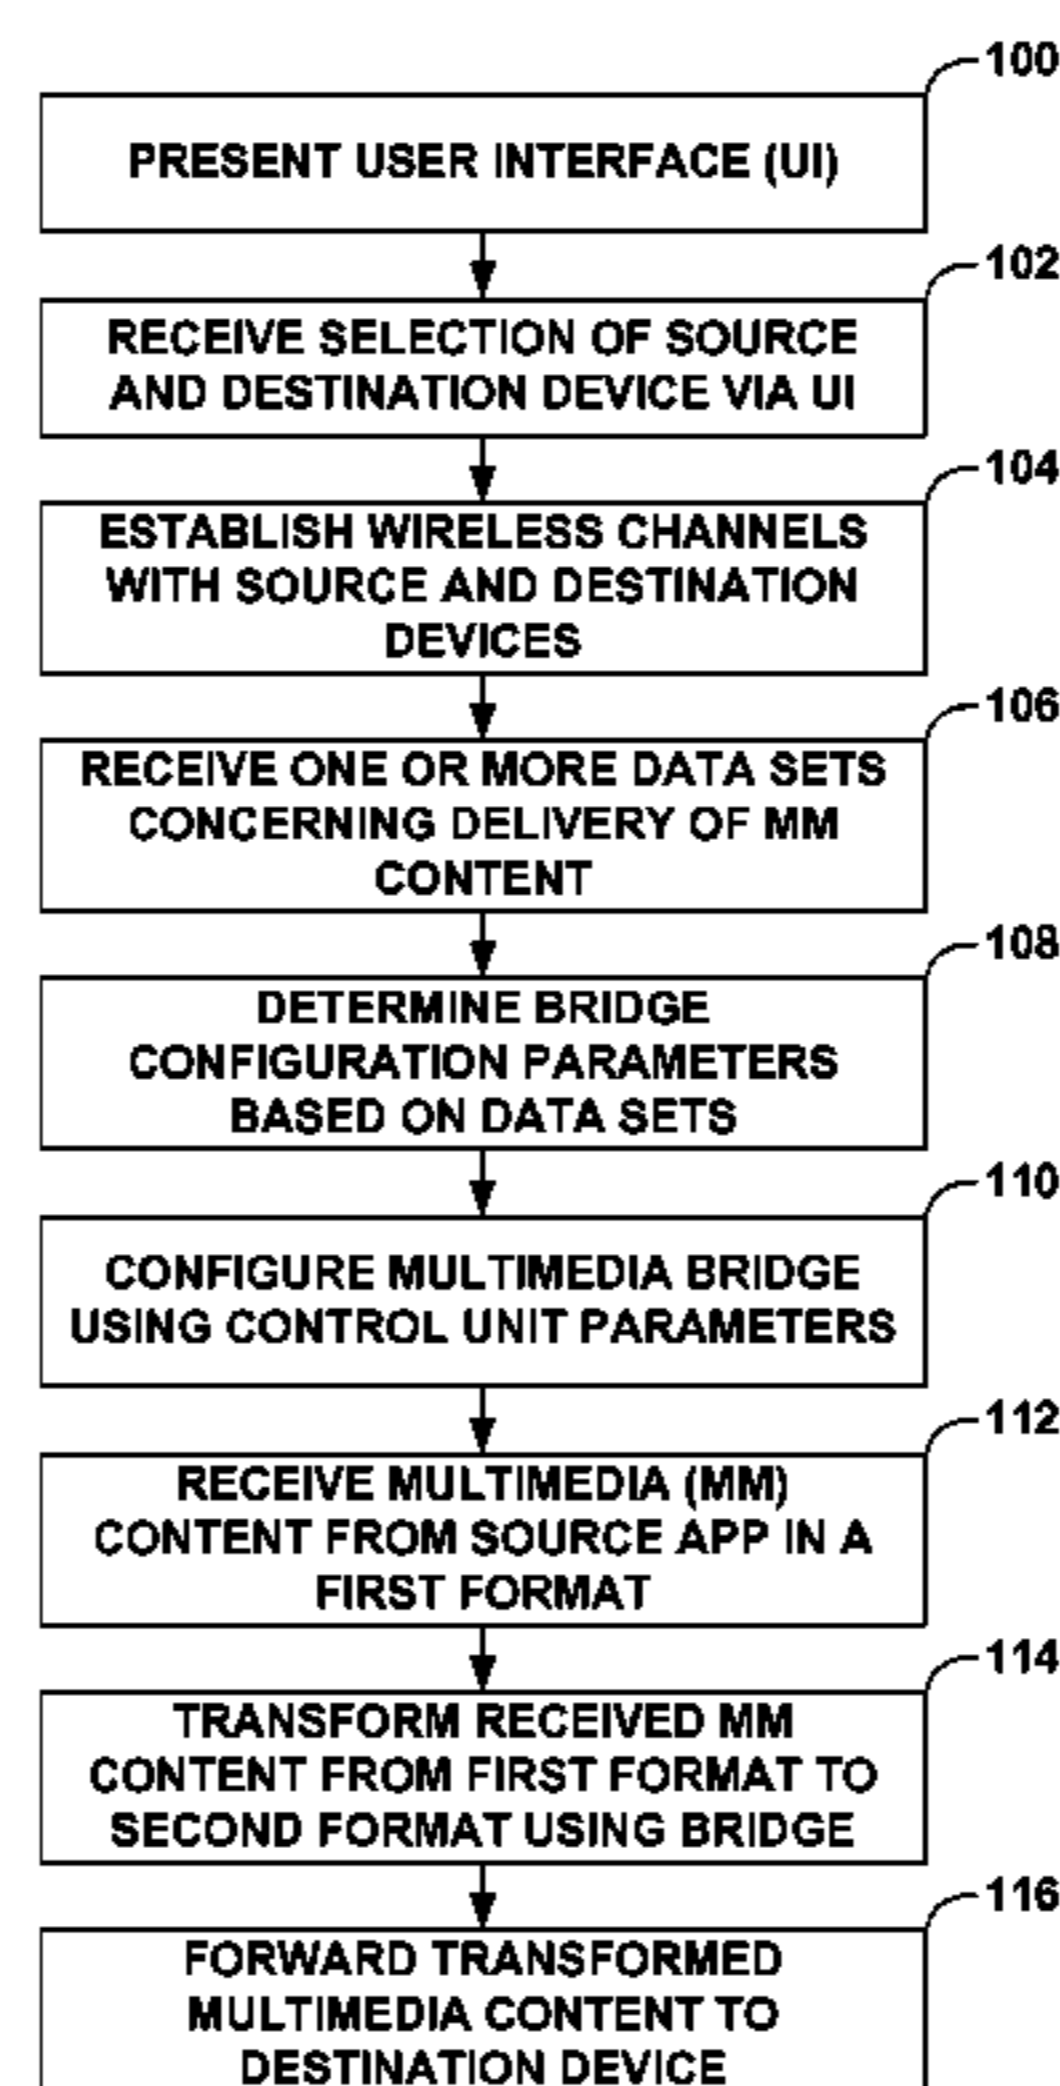 100
PRESENT USER INTERFACE (UI)
102
RECEIVE SELECTION OF SOURCE
AND DESTINATION DEVICE VIA UI
104
ESTABLISH WIRELESS CHANNELS
WITH SOURCE AND DESTINATION
DEVICES
106
RECEIVE ONE OR MORE DATA SETS
CONCERNING DELIVERY OF MM
CONTENT
108
DETERMINE BRIDGE
CONFIGURATION PARAMETERS
BASED ON DATA SETS
110
CONFIGURE MULTIMEDIA BRIDGE
USING CONTROL UNIT PARAMETERS
112
RECEIVE MULTIMEDIA (MM)
CONTENT FROM SOURCE APP IN A
FIRST FORMAT
114
TRANSFORM RECEIVED MM
CONTENT FROM FIRST FORMAT TO
SECOND FORMAT USING BRIDGE
116
FORWARD TRANSFORMED
MULTIMEDIA CONTENT TO
DESTINATION DEVICE